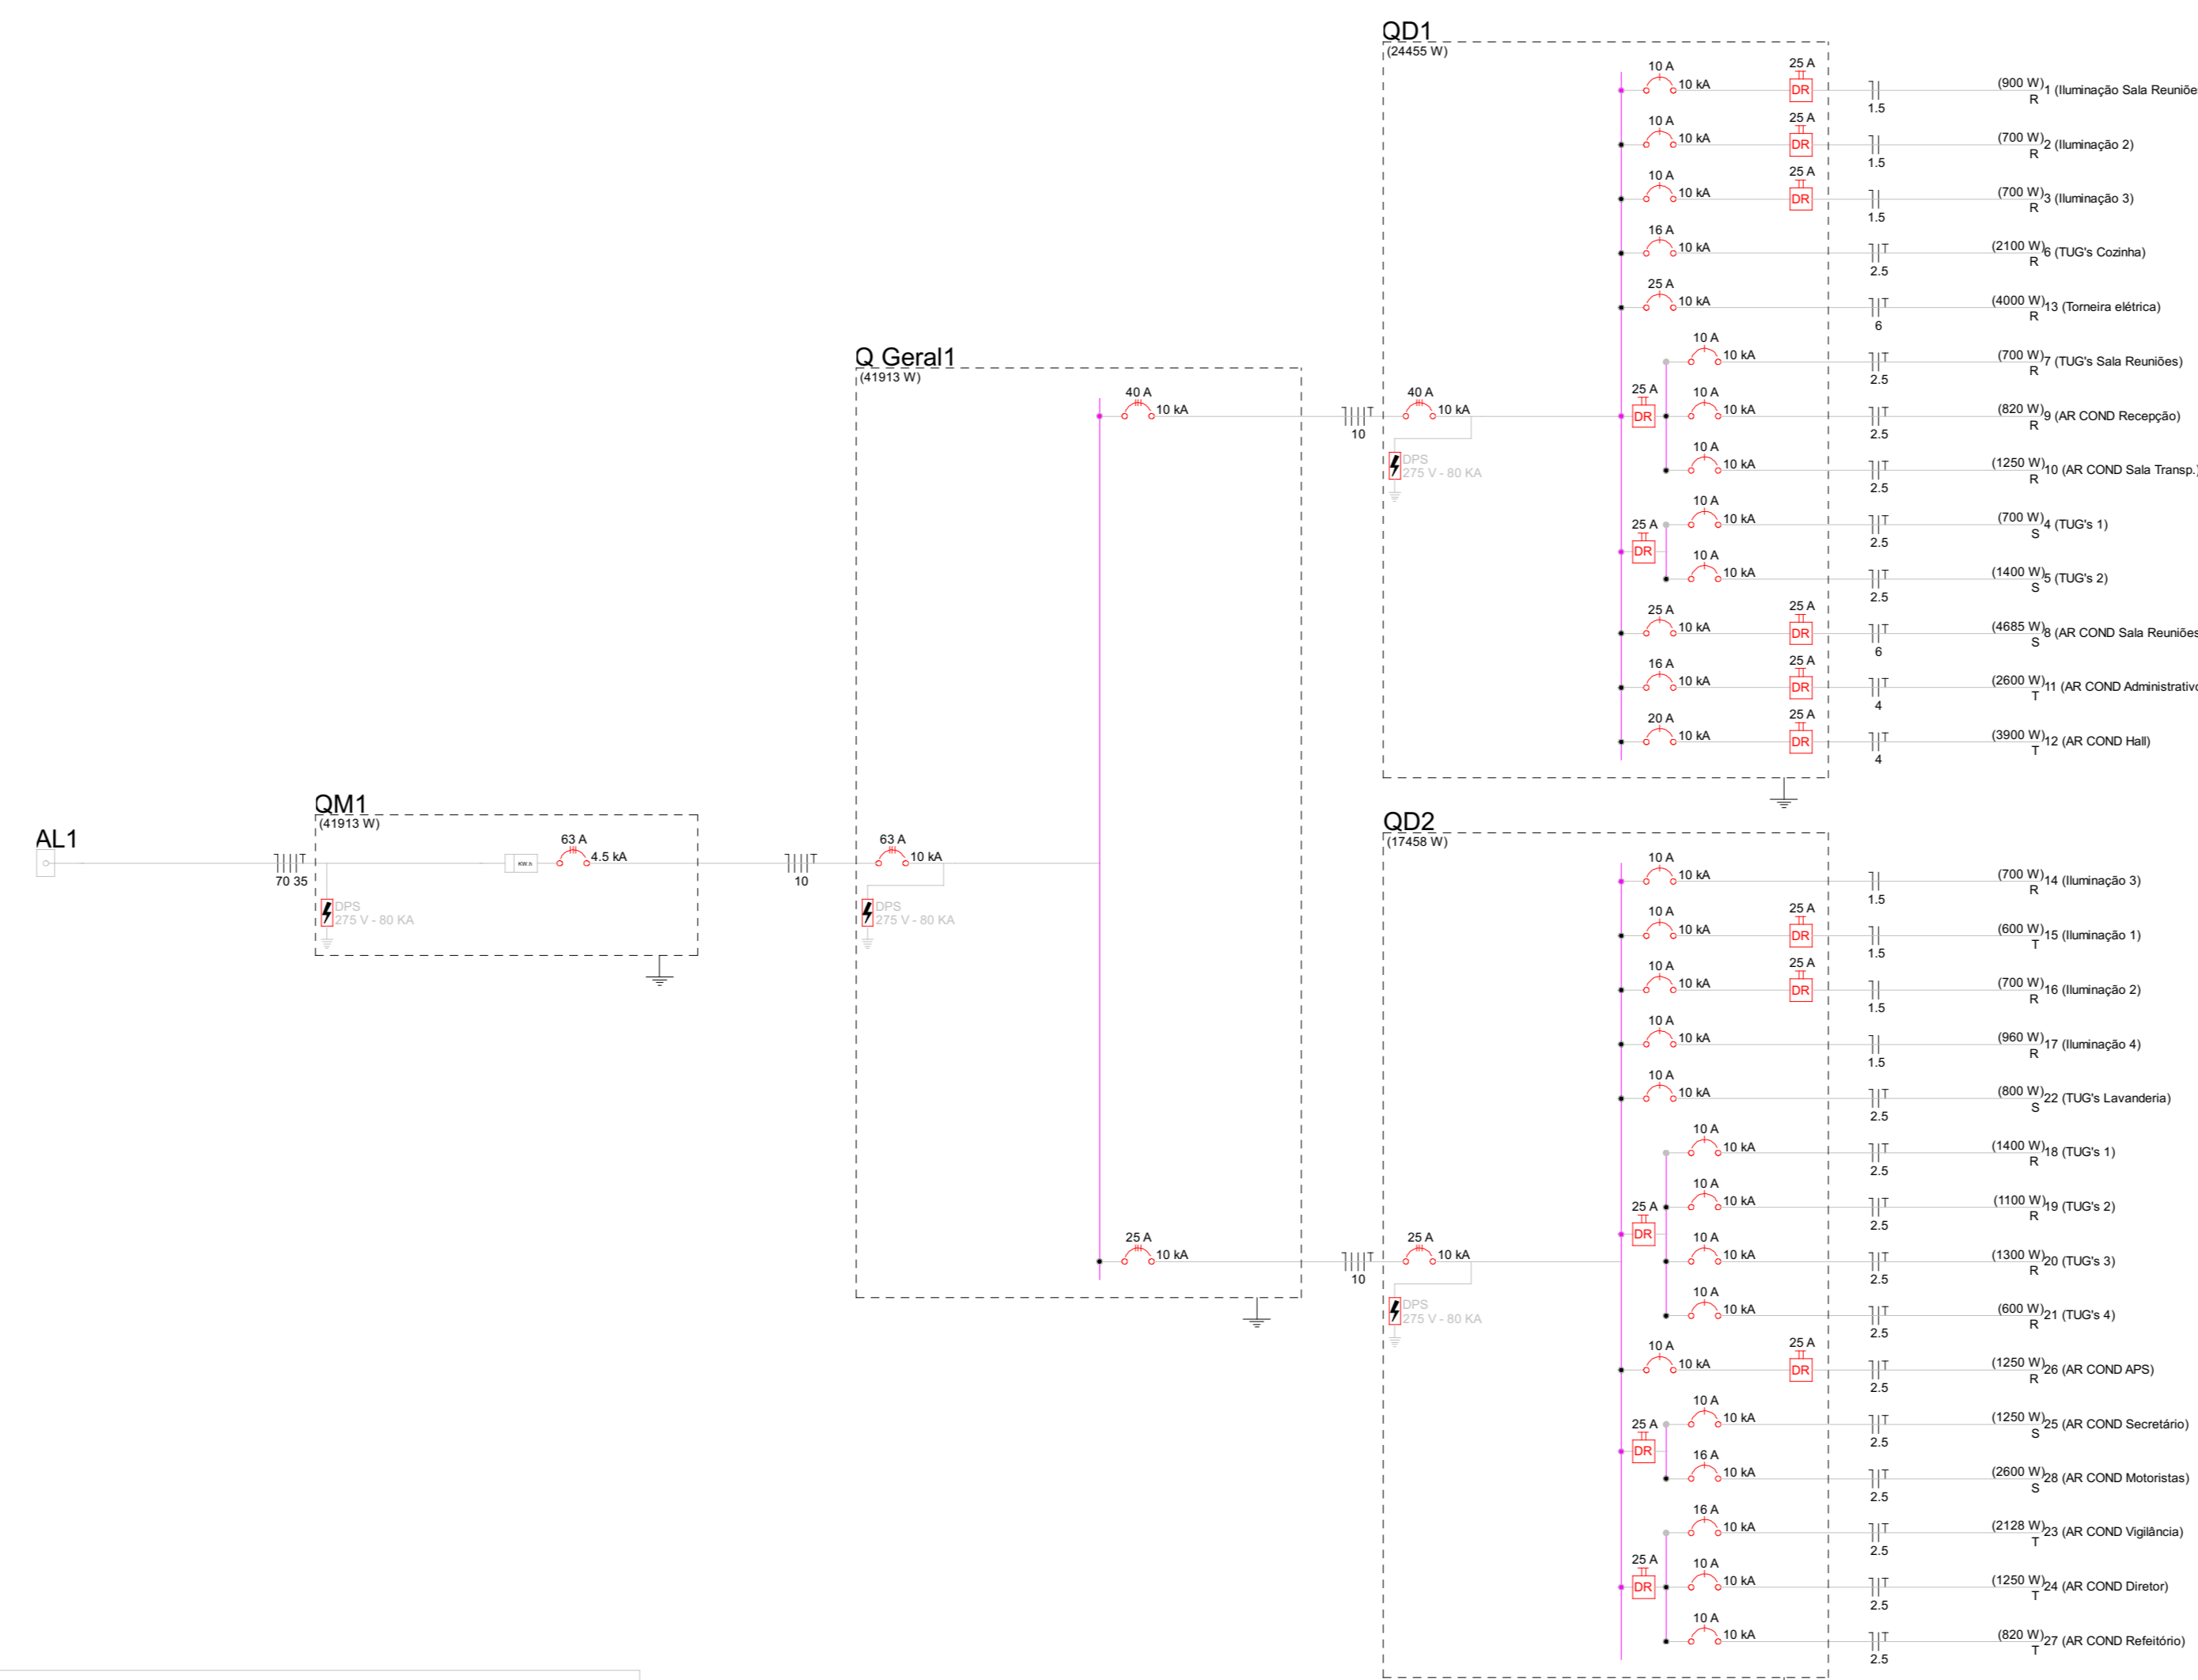 QD1
(24455 W)
10 A
10 kA
25 A
DR
1.5
(900 W)
R
1 (Iluminação Sala Reuniõe
10 A
10 kA
25 A
DR
1.5
(700 W)
R
2 (Iluminação 2)
10 A
10 kA
25 A
DR
1.5
(700 W)
R
3 (Iluminação 3)
16 A
10 kA
T
2.5
(2100 W)
R
6 (TUG's Cozinha)
25 A
10 kA
T
6
(4000 W)
R
13 (Torneira elétrica)
10 A
10 kA
T
2.5
(700 W)
R
7 (TUG's Sala Reuniões)
25 A
DR
10 A
10 kA
T
2.5
(820 W)
R
9 (AR COND Recepção)
10 A
10 kA
T
2.5
(1250 W)
R
10 (AR COND Sala Transp.)
10 A
10 kA
T
2.5
(700 W)
S
4 (TUG's 1)
25 A
DR
10 A
10 kA
T
2.5
(1400 W)
S
5 (TUG's 2)
25 A
10 kA
25 A
DR
T
6
(4685 W)
S
8 (AR COND Sala Reuniões
16 A
10 kA
25 A
DR
T
4
(2600 W)
T
11 (AR COND Administrativo
20 A
10 kA
25 A
DR
T
4
(3900 W)
T
12 (AR COND Hall)
Q Geral1
(41913 W)
40 A
10 kA
T
10
40 A
10 kA
DPS
275 V - 80 KA
AL1
T
70 35
QM1
(41913 W)
KW.h
63 A
4.5 kA
DPS
275 V - 80 KA
T
10
63 A
10 kA
DPS
275 V - 80 KA
25 A
10 kA
T
10
QD2
(17458 W)
25 A
10 kA
DPS
275 V - 80 KA
10 A
10 kA
1.5
(700 W)
R
14 (Iluminação 3)
10 A
10 kA
25 A
DR
1.5
(600 W)
T
15 (Iluminação 1)
10 A
10 kA
25 A
DR
1.5
(700 W)
R
16 (Iluminação 2)
10 A
10 kA
1.5
(960 W)
R
17 (Iluminação 4)
10 A
10 kA
T
2.5
(800 W)
S
22 (TUG's Lavanderia)
10 A
10 kA
T
2.5
(1400 W)
R
18 (TUG's 1)
25 A
DR
10 A
10 kA
T
2.5
(1100 W)
R
19 (TUG's 2)
10 A
10 kA
T
2.5
(1300 W)
R
20 (TUG's 3)
10 A
10 kA
T
2.5
(600 W)
R
21 (TUG's 4)
10 A
10 kA
25 A
DR
T
2.5
(1250 W)
R
26 (AR COND APS)
10 A
10 kA
T
2.5
(1250 W)
S
25 (AR COND Secretário)
25 A
DR
16 A
10 kA
T
2.5
(2600 W)
S
28 (AR COND Motoristas)
16 A
10 kA
T
2.5
(2128 W)
T
23 (AR COND Vigilância)
25 A
DR
10 A
10 kA
T
2.5
(1250 W)
T
24 (AR COND Diretor)
10 A
10 kA
T
2.5
(820 W)
T
27 (AR COND Refeitório)